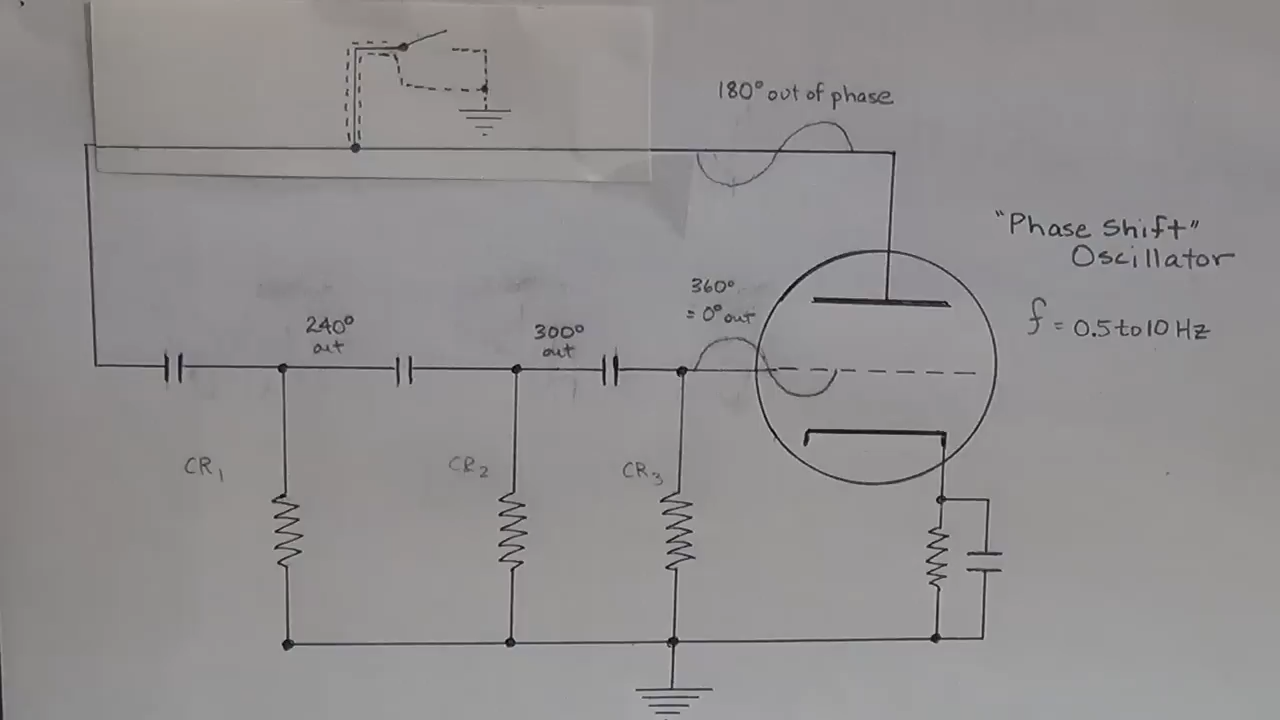 180° out of phase
"Phase Shift"
Oscillator
f = 0.5 to 10 Hz
360°
= 0° out
240°
out
300°
out
CR1
CR2
CR3